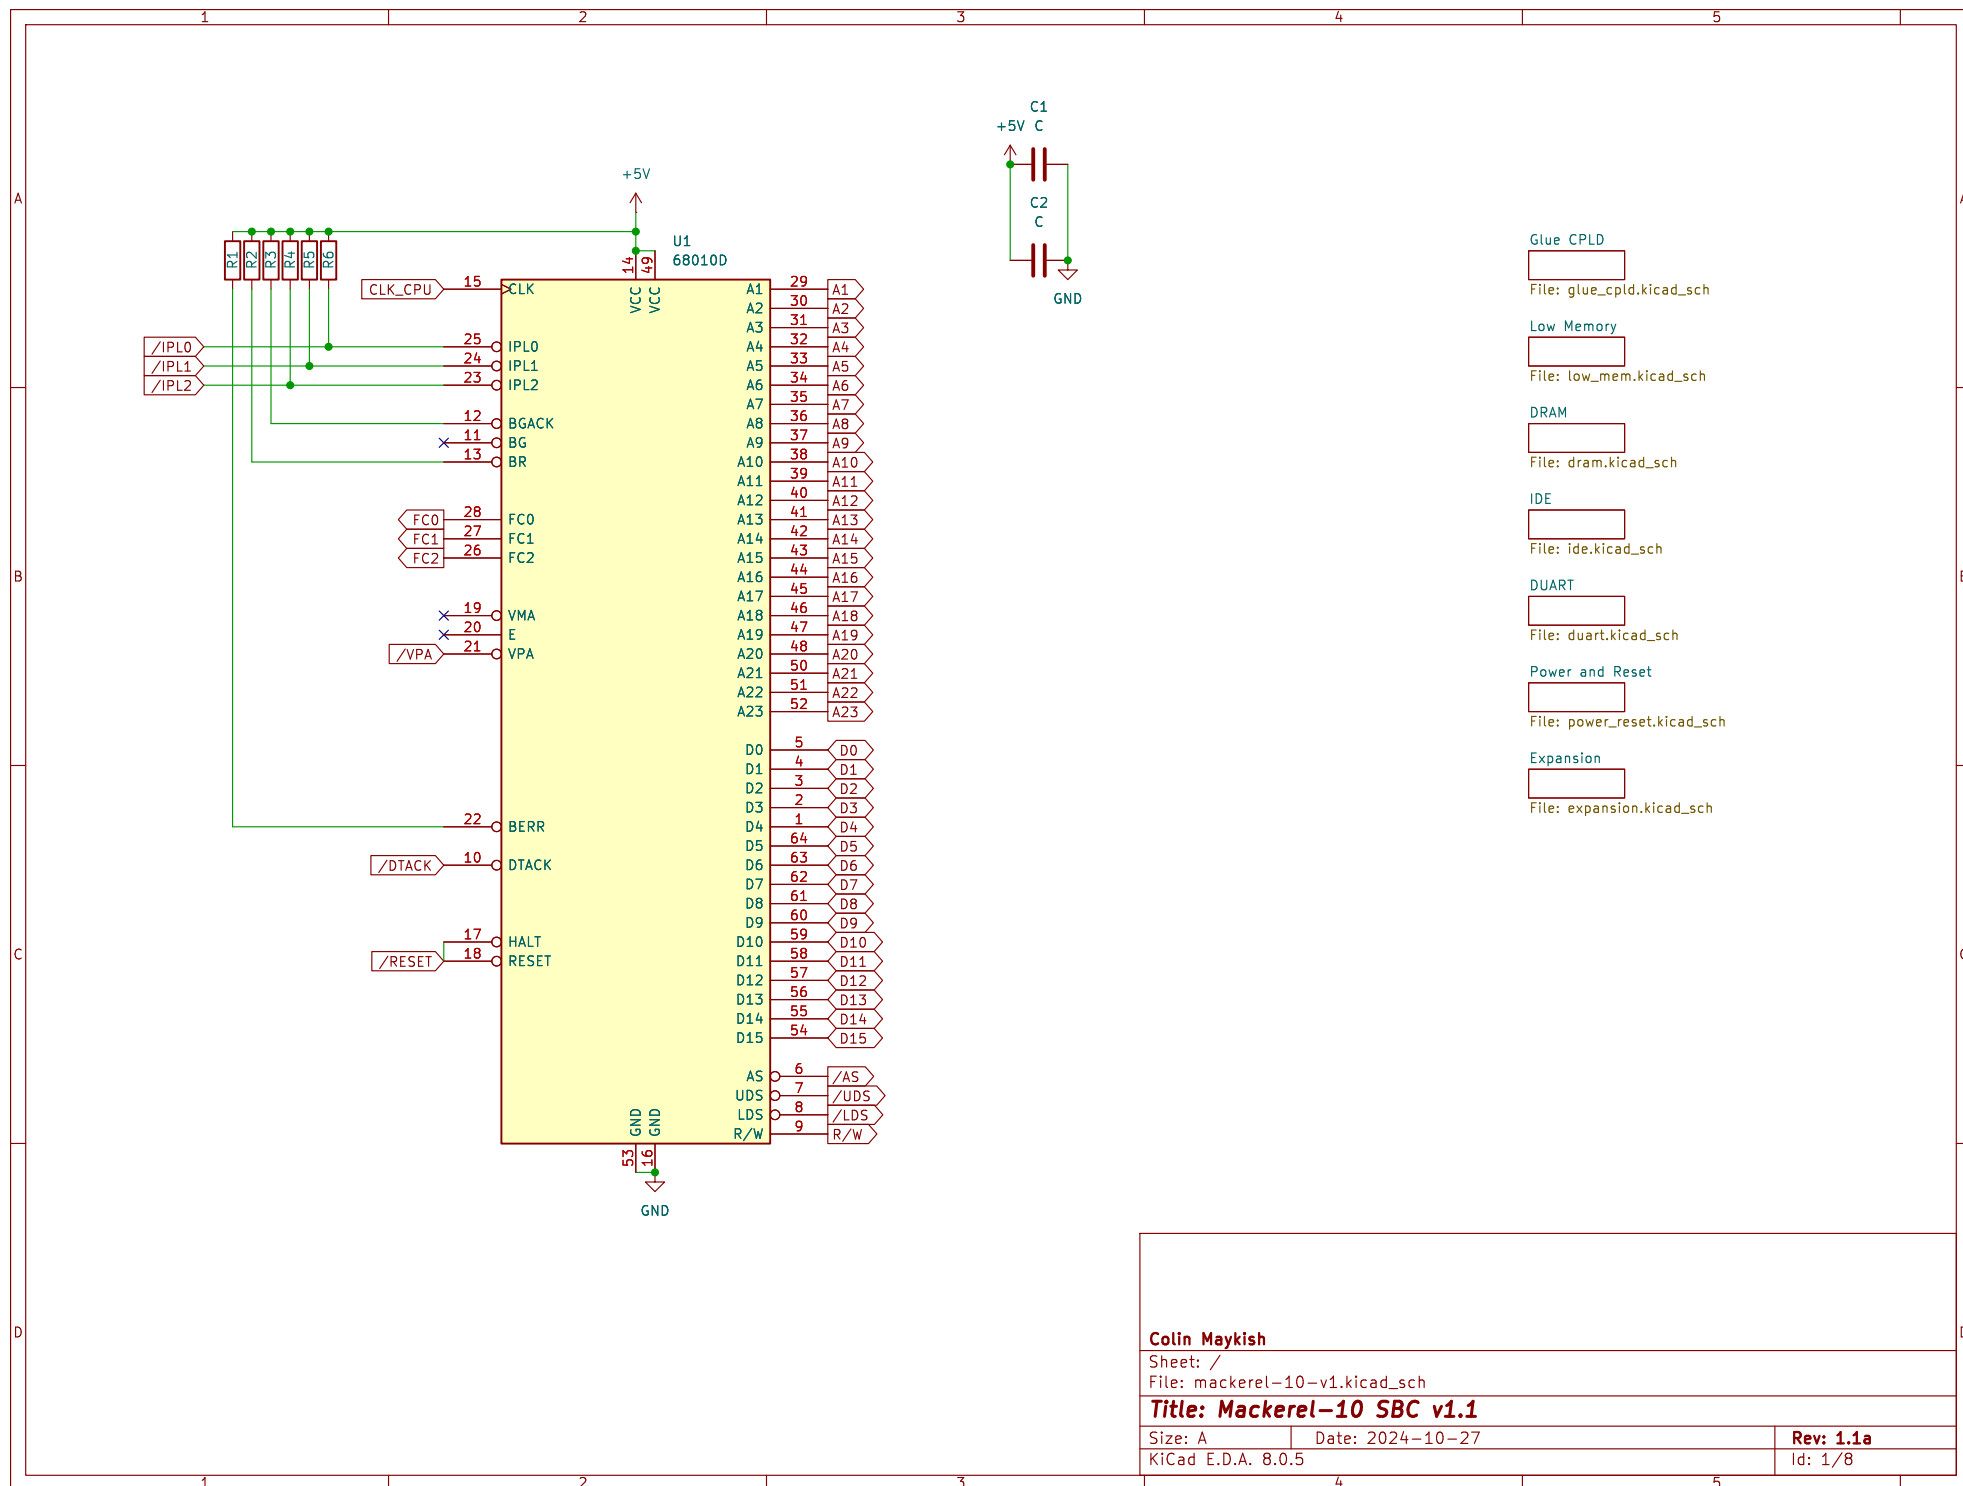 1 2 3 4 5
A
B
C
D
C1
+5V C
C2
C
GND
+5V
U1
68010D
R1 R2 R3 R4 R5 R6
14 49
VCC VCC
CLK_CPU 15 CLK
/IPL0 25 IPL0
/IPL1 24 IPL1
/IPL2 23 IPL2
12 BGACK
11 BG
13 BR
FC0 28 FC0
FC1 27 FC1
FC2 26 FC2
19 VMA
20 E
/VPA 21 VPA
22 BERR
/DTACK 10 DTACK
17 HALT
/RESET 18 RESET
A1 29 A1
A2 30 A2
A3 31 A3
A4 32 A4
A5 33 A5
A6 34 A6
A7 35 A7
A8 36 A8
A9 37 A9
A10 38 A10
A11 39 A11
A12 40 A12
A13 41 A13
A14 42 A14
A15 43 A15
A16 44 A16
A17 45 A17
A18 46 A18
A19 47 A19
A20 48 A20
A21 50 A21
A22 51 A22
A23 52 A23
D0 5 D0
D1 4 D1
D2 3 D2
D3 2 D3
D4 1 D4
D5 64 D5
D6 63 D6
D7 62 D7
D8 61 D8
D9 60 D9
D10 59 D10
D11 58 D11
D12 57 D12
D13 56 D13
D14 55 D14
D15 54 D15
AS 6 /AS
UDS 7 /UDS
LDS 8 /LDS
R/W 9 R/W
GND GND
53 16
GND
Glue CPLD
File: glue_cpld.kicad_sch
Low Memory
File: low_mem.kicad_sch
DRAM
File: dram.kicad_sch
IDE
File: ide.kicad_sch
DUART
File: duart.kicad_sch
Power and Reset
File: power_reset.kicad_sch
Expansion
File: expansion.kicad_sch
Colin Maykish
Sheet: /
File: mackerel-10-v1.kicad_sch
Title: Mackerel-10 SBC v1.1
Size: A Date: 2024-10-27 Rev: 1.1a
KiCad E.D.A. 8.0.5 Id: 1/8
1 2 3 4 5